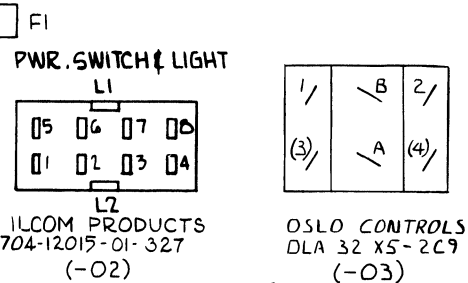 F1
PWR. SWITCH & LIGHT
L1
5 6 7 8
1 2 3 4
L2
ILCOM PRODUCTS
704-12015-01-327
(-02)
1 B 2
(3) A (4)
OSLO CONTROLS
DLA 32 X5-2C9
(-03)